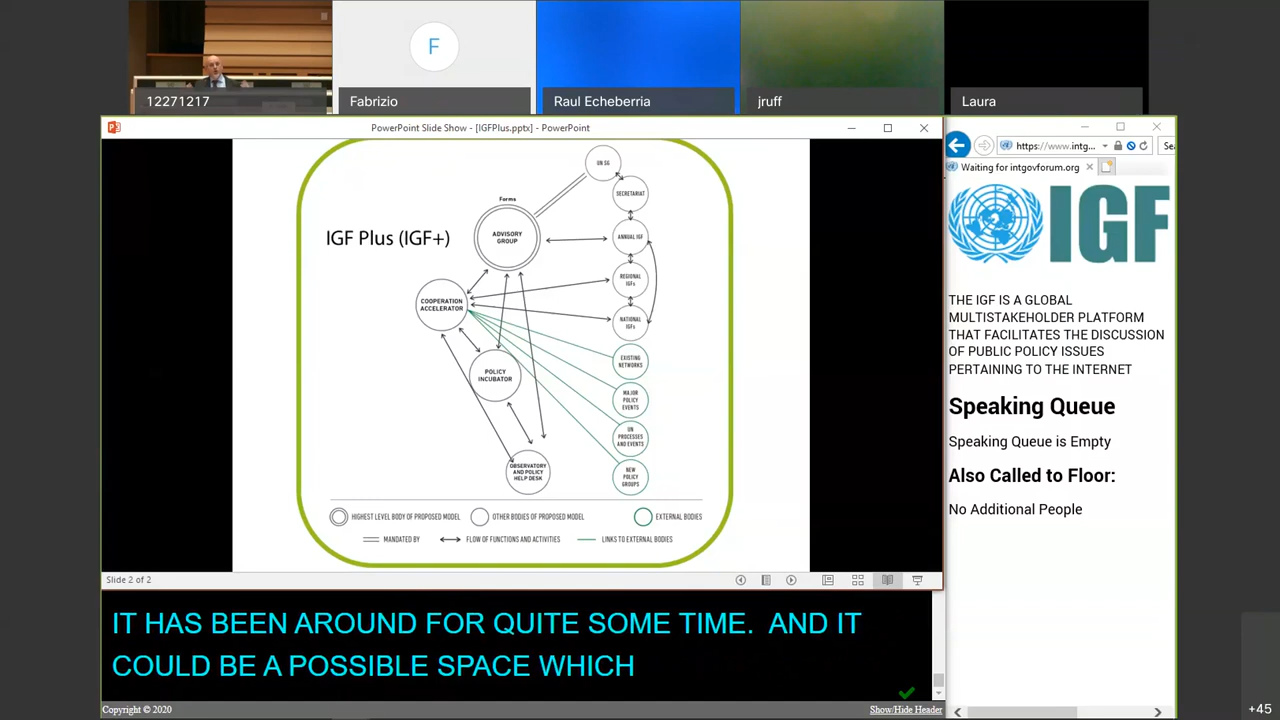 F
12271217
Fabrizio
Raul Echeberria
jruff
Laura
PowerPoint Slide Show - [IGFPlus.pptx] - PowerPoint
UN SG
SECRETARIAT
Forms
ADVISORY
GROUP
IGF Plus (IGF+)
ANNUAL IGF
REGIONAL
IGFs
COOPERATION
ACCELERATOR
NATIONAL
IGFs
EXISTING
NETWORKS
POLICY
INCUBATOR
MAJOR
POLICY
EVENTS
UN
PROCESSES
AND EVENTS
OBSERVATORY
AND POLICY
HELP DESK
NEW
POLICY
GROUPS
HIGHEST LEVEL BODY OF PROPOSED MODEL
OTHER BODIES OF PROPOSED MODEL
EXTERNAL BODIES
MANDATED BY
FLOW OF FUNCTIONS AND ACTIVITIES
LINKS TO EXTERNAL BODIES
Slide 2 of 2
IT HAS BEEN AROUND FOR QUITE SOME TIME. AND IT
COULD BE A POSSIBLE SPACE WHICH
Copyright © 2020
Show/Hide Header
https://www.intg...
Sea
Waiting for intgovforum.org
IGF
THE IGF IS A GLOBAL
MULTISTAKEHOLDER PLATFORM
THAT FACILITATES THE DISCUSSION
OF PUBLIC POLICY ISSUES
PERTAINING TO THE INTERNET
Speaking Queue
Speaking Queue is Empty
Also Called to Floor:
No Additional People
+45